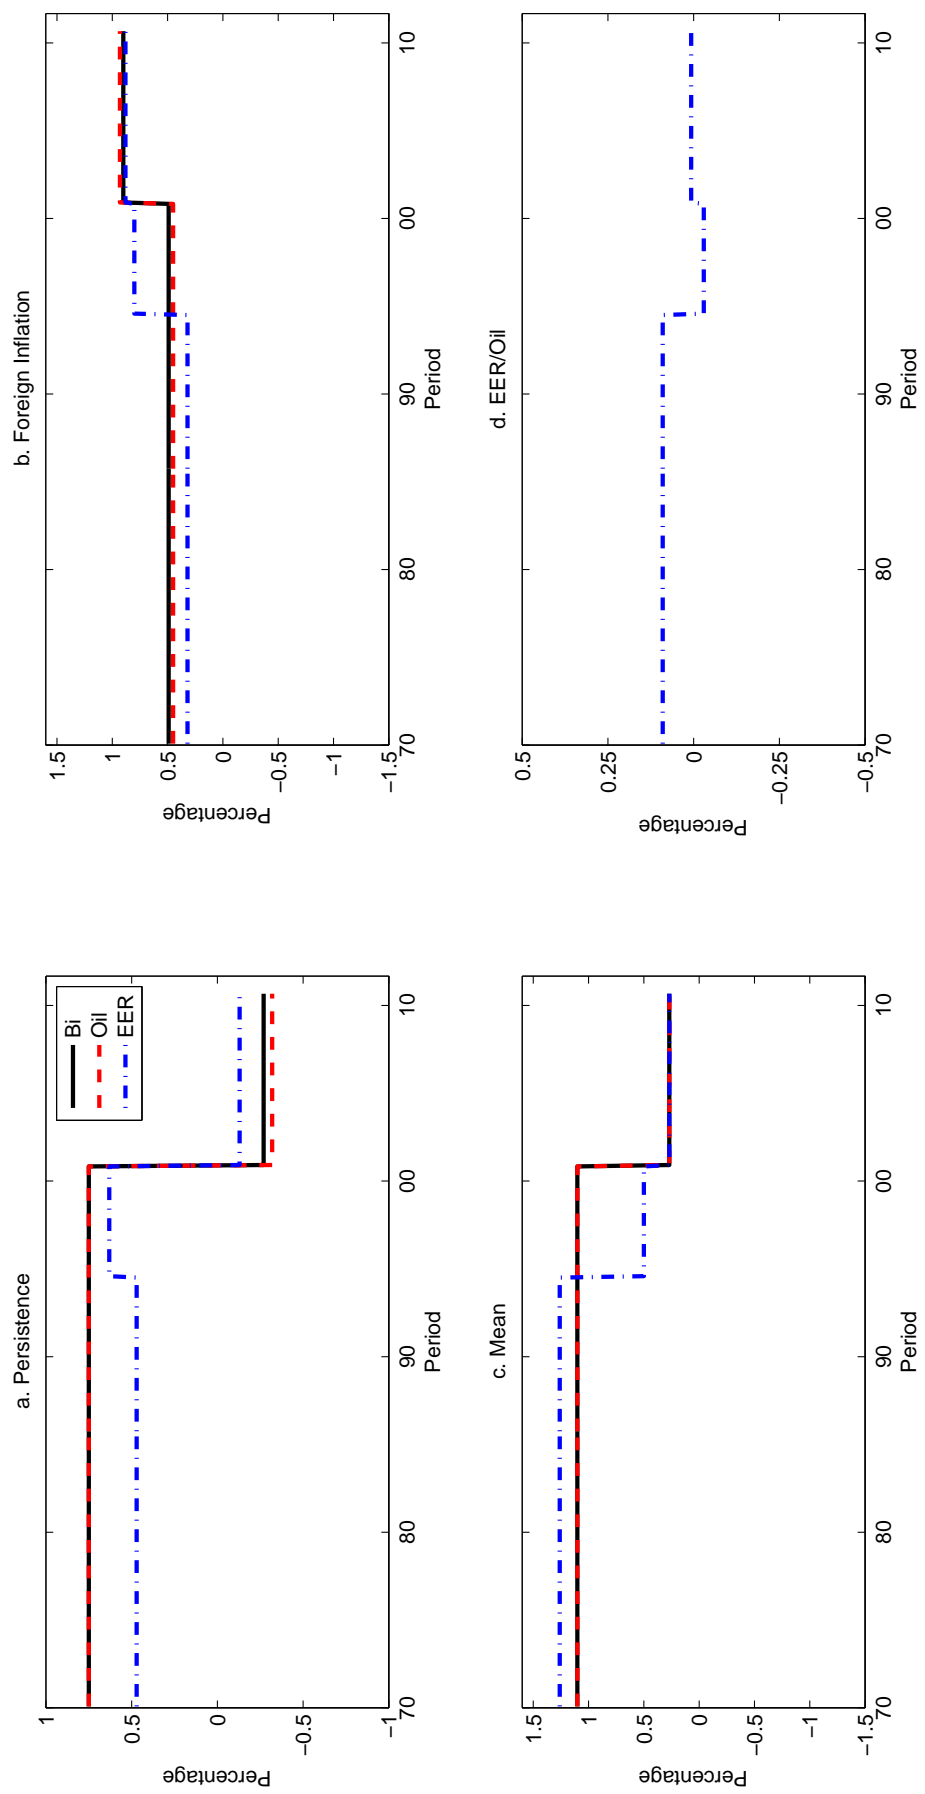 a. Persistence
1
0.5
0
−0.5
−1
Percentage
70
80
90
00
10
Period
Bi
Oil
EER
b. Foreign Inflation
1.5
1
0.5
0
−0.5
−1
−1.5
Percentage
70
80
90
00
10
Period
c. Mean
1.5
1
0.5
0
−0.5
−1
−1.5
Percentage
70
80
90
00
10
Period
d. EER/Oil
0.5
0.25
0
−0.25
−0.5
Percentage
70
80
90
00
10
Period